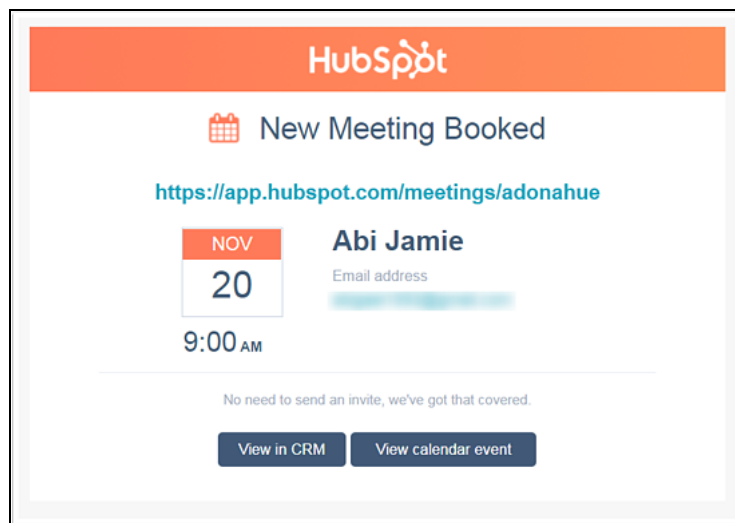 HubSpot
New Meeting Booked
https://app.hubspot.com/meetings/adonahue
NOV
20
9:00 AM
Abi Jamie
Email address
No need to send an invite, we've got that covered.
View in CRM
View calendar event